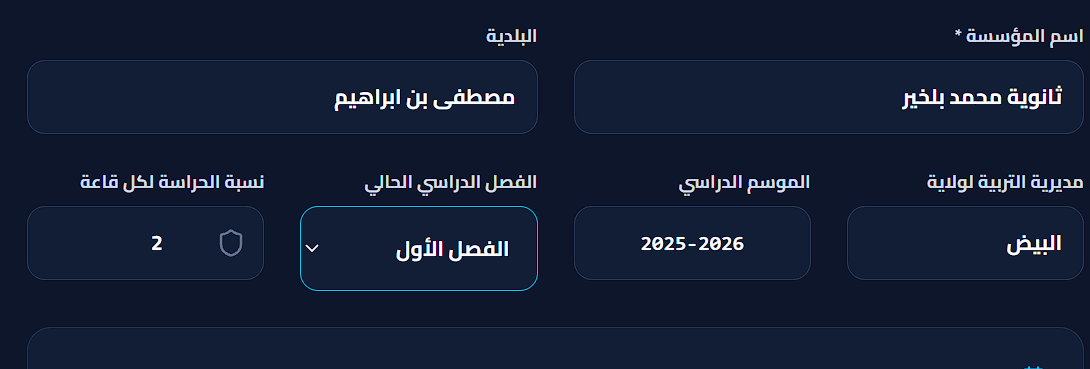 اسم المؤسسة *
البلدية
ثانوية محمد بلخير
مصطفى بن ابراهيم
مديرية التربية لولاية
الموسم الدراسي
الفصل الدراسي الحالي
نسبة الحراسة لكل قاعة
البيض
2025-2026
الفصل الأول
2